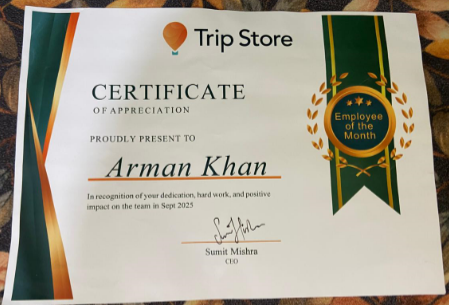 Trip Store
CERTIFICATE
OF APPRECIATION
PROUDLY PRESENT TO
Arman Khan
In recognition of your dedication, hard work, and positive
impact on the team in Sept 2025
Sumit Mishra
CEO
Employee
of the
Month